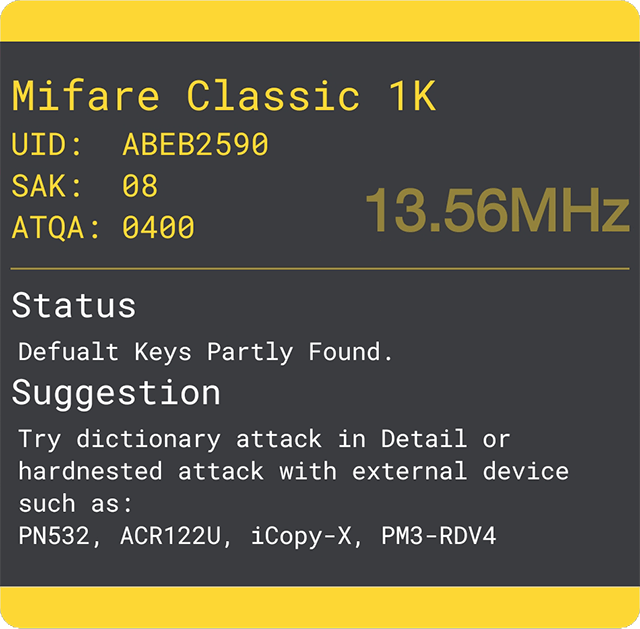 Mifare Classic 1K
UID: ABEB2590
SAK: 08
ATQA: 0400
13.56MHz
Status
Defualt Keys Partly Found.
Suggestion
Try dictionary attack in Detail or
hardnested attack with external device
such as:
PN532, ACR122U, iCopy-X, PM3-RDV4